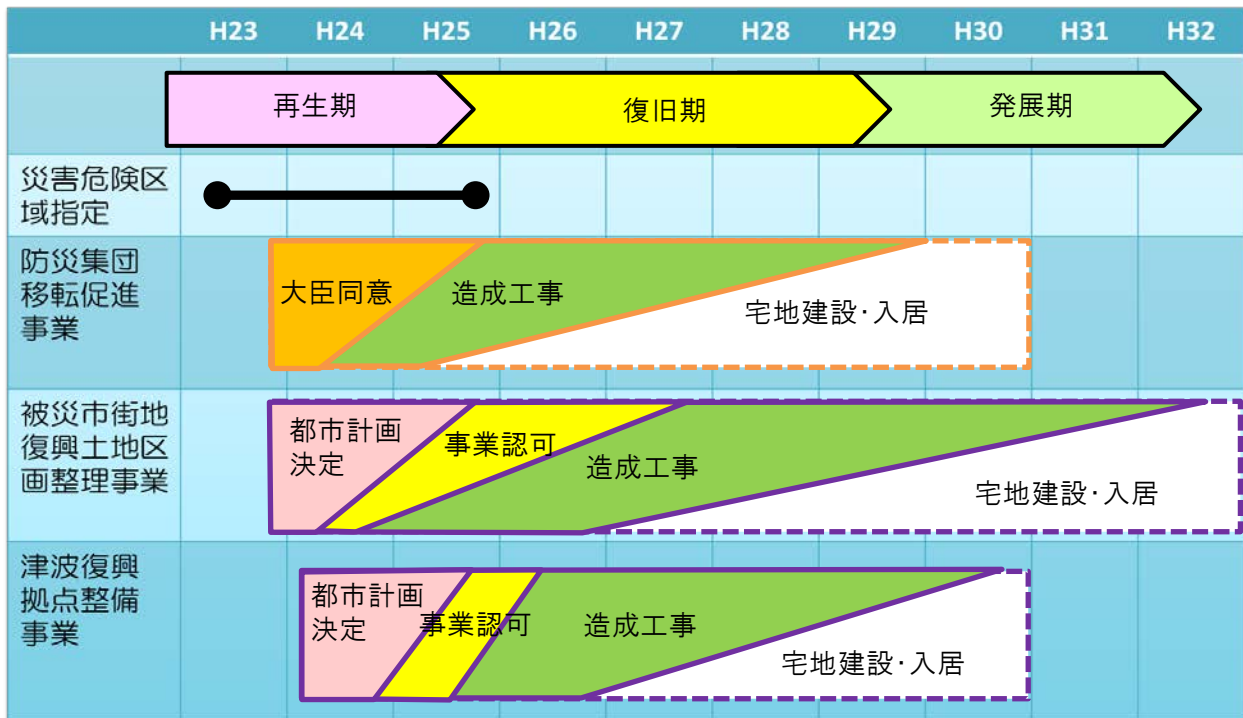 H23 H24 H25 H26 H27 H28 H29 H30 H31 H32
再生期 復旧期 発展期
災害危険区
域指定
防災集団
移転促進
事業
大臣同意
造成工事
宅地建設・入居
被災市街地
復興土地区
画整理事業
都市計画
決定
事業認可
造成工事
宅地建設・入居
津波復興
拠点整備
事業
都市計画
決定
事業認可
造成工事
宅地建設・入居